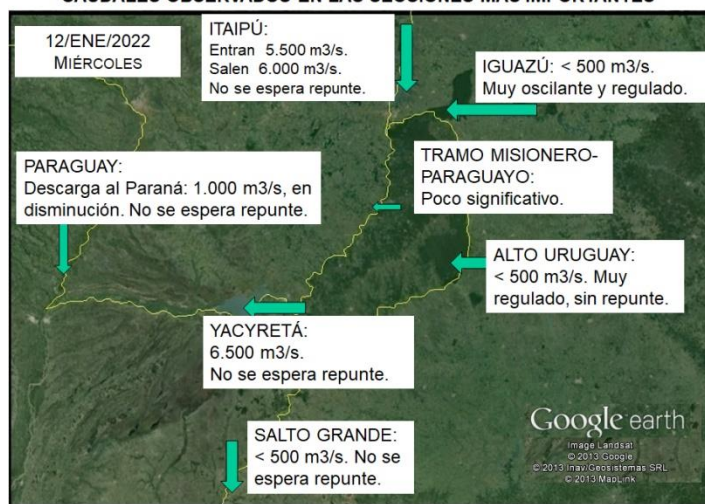 CAUDALES OBSERVADOS EN LAS SECCIONES MÁS IMPORTANTES
12/ENE/2022
MIÉRCOLES
ITAIPÚ:
Entran 5.500 m3/s.
Salen 6.000 m3/s.
No se espera repunte.
IGUAZÚ: < 500 m3/s.
Muy oscilante y regulado.
PARAGUAY:
Descarga al Paraná: 1.000 m3/s, en
disminución. No se espera repunte.
TRAMO MISIONERO-
PARAGUAYO:
Poco significativo.
ALTO URUGUAY:
< 500 m3/s. Muy
regulado, sin repunte.
YACYRETÁ:
6.500 m3/s.
No se espera repunte.
SALTO GRANDE:
< 500 m3/s. No se
espera repunte.
Google earth
Image Landsat
© 2013 Google
© 2013 Inav/Geosistemas SRL
© 2013 MapLink